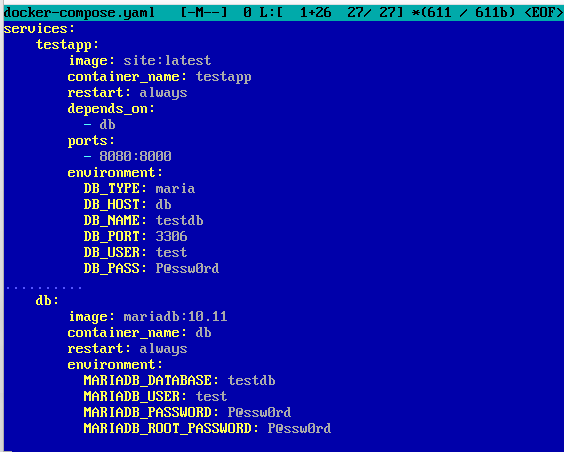 docker-compose.yaml [-M--] 0 L:[ 1+26 27/ 27] *(611 / 611b) <EOF>
services:
testapp:
image: site:latest
container_name: testapp
restart: always
depends_on:
- db
ports:
- 8080:8000
environment:
DB_TYPE: maria
DB_HOST: db
DB_NAME: testdb
DB_PORT: 3306
DB_USER: test
DB_PASS: P@ssw0rd
..........
db:
image: mariadb:10.11
container_name: db
restart: always
environment:
MARIADB_DATABASE: testdb
MARIADB_USER: test
MARIADB_PASSWORD: P@ssw0rd
MARIADB_ROOT_PASSWORD: P@ssw0rd